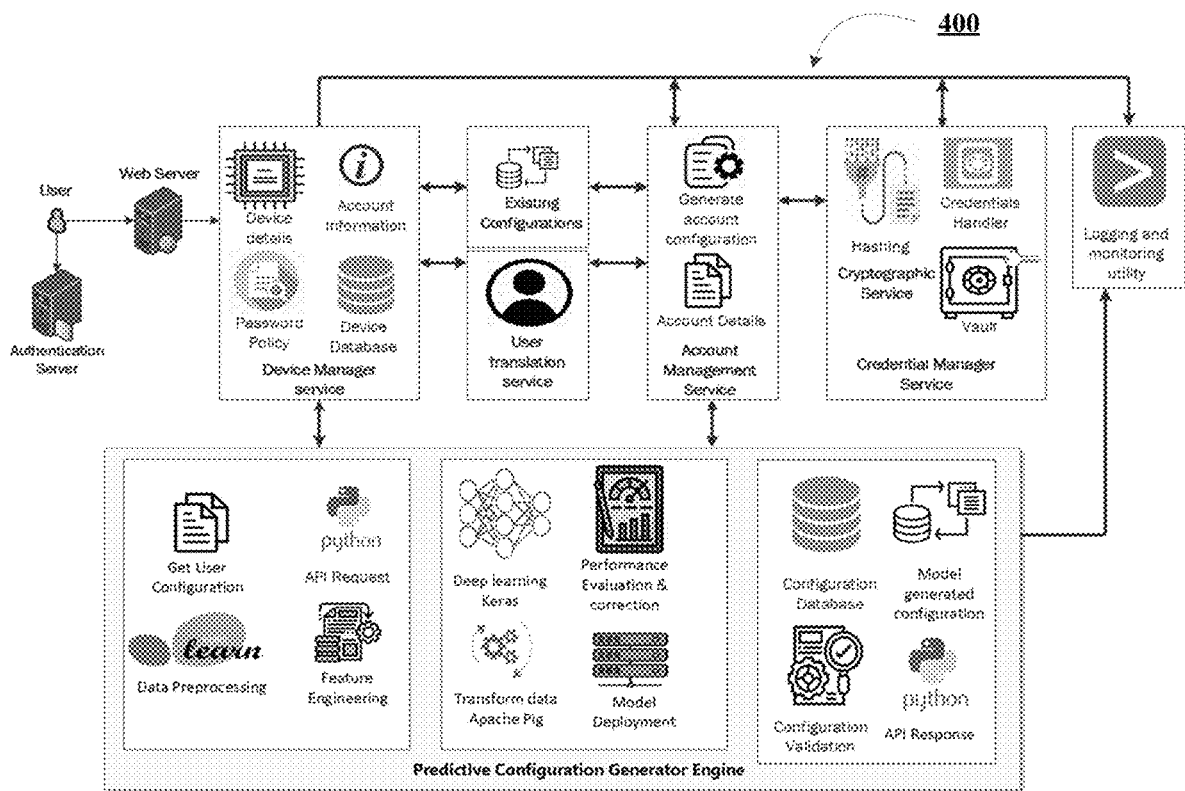 400
User
Web Server
Authentication
Server
Device
details
Account
Information
Password
Policy
Device
Database
Device Manager
service
Existing
Configurations
User
translation
service
Generate
account
configuration
Account Details
Account
Management
Service
Hashing
Credentials
Handler
Cryptographic
Service
Vault
Credential Manager
Service
Logging and
monitoring
utility
Get User
Configuration
python
API Request
learn
Data Preprocessing
Feature
Engineering
Deep learning
Keras
Performance
Evaluation &
correction
Transform data
Apache Pig
Model
Deployment
Configuration
Database
Model
generated
configuration
Configuration
Validation
python
API Response
Predictive Configuration Generator Engine